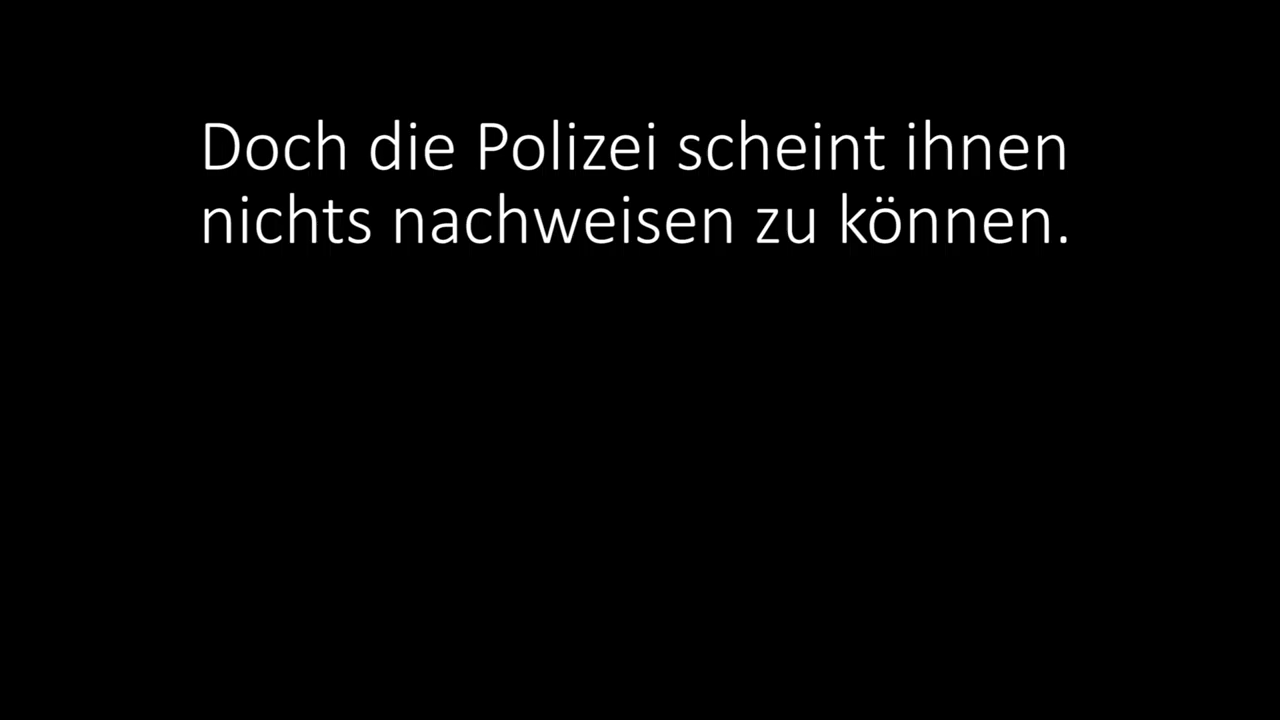 Doch die Polizei scheint ihnen
nichts nachweisen zu können.